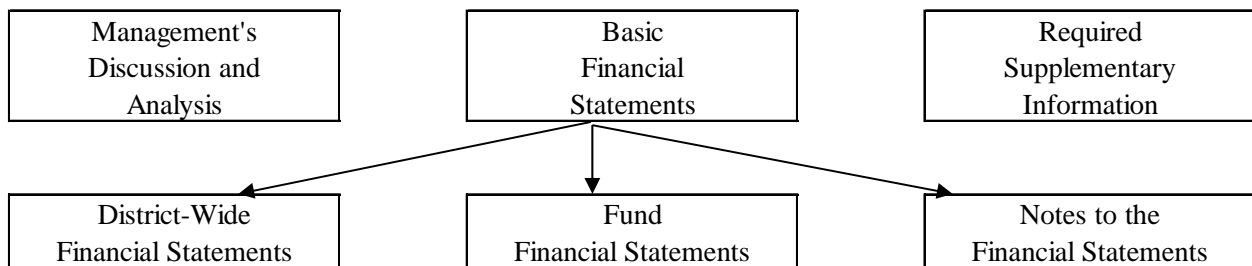 Management's
Discussion and
Analysis
Basic
Financial
Statements
Required
Supplementary
Information
District-Wide
Financial Statements
Fund
Financial Statements
Notes to the
Financial Statements